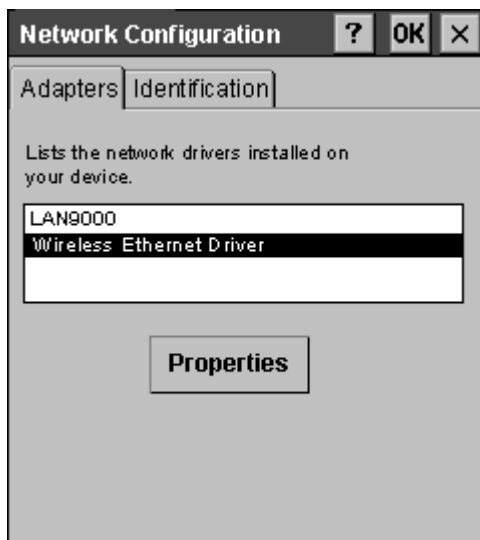 Network Configuration ? OK ×
Adapters Identification
Lists the network drivers installed on
your device.
LAN9000
Wireless Ethernet Driver
Properties